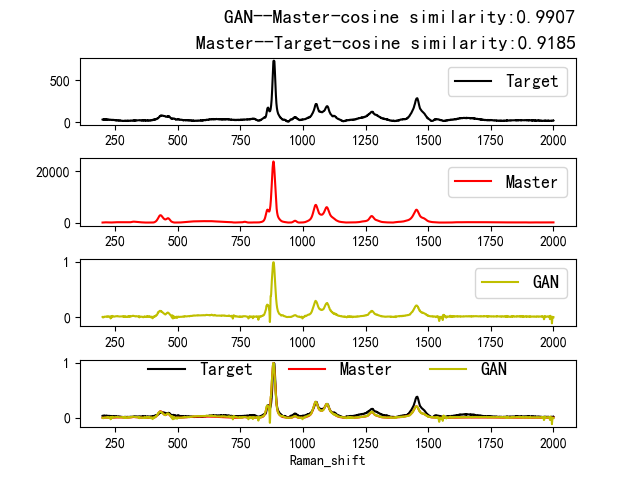 GAN--Master-cosine similarity:0.9907
Master--Target-cosine similarity:0.9185
500
0
Target
250 500 750 1000 1250 1500 1750 2000
20000
0
Master
250 500 750 1000 1250 1500 1750 2000
1
0
GAN
250 500 750 1000 1250 1500 1750 2000
1
0
Target Master GAN
250 500 750 1000 1250 1500 1750 2000
Raman_shift